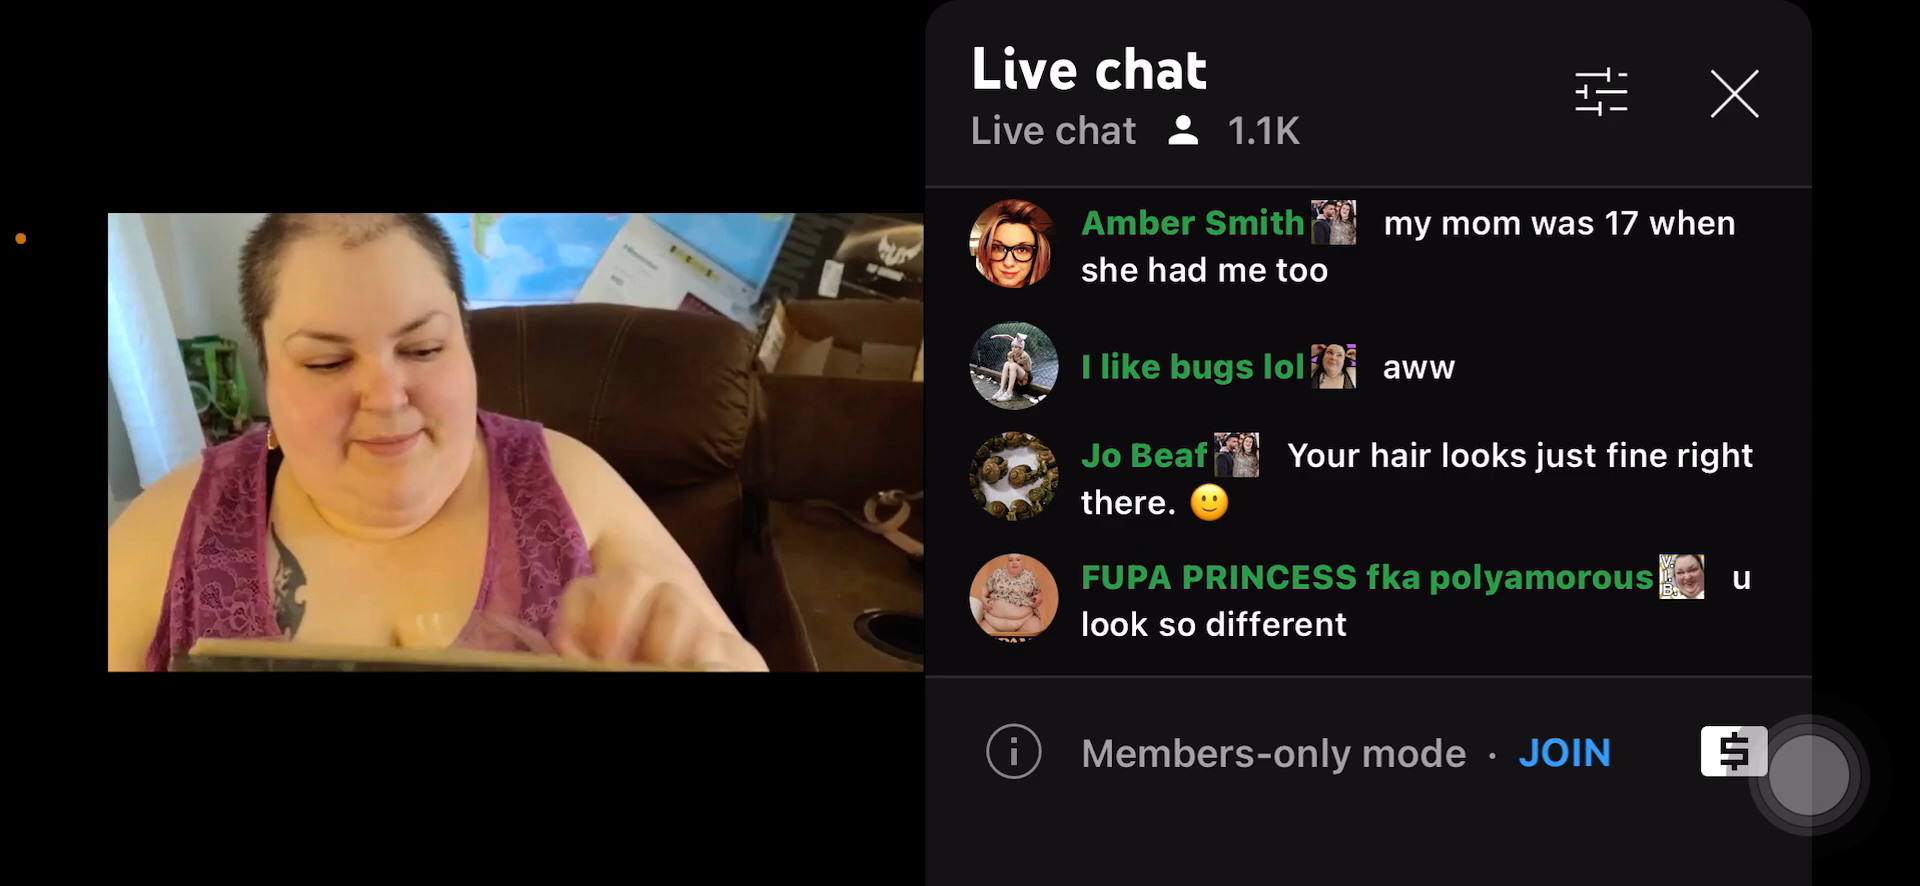 Live chat
Live chat 1.1K
Amber Smith my mom was 17 when
she had me too
I like bugs lol aww
Jo Beaf Your hair looks just fine right
there. 🙂
FUPA PRINCESS fka polyamorous u
look so different
Members-only mode · JOIN